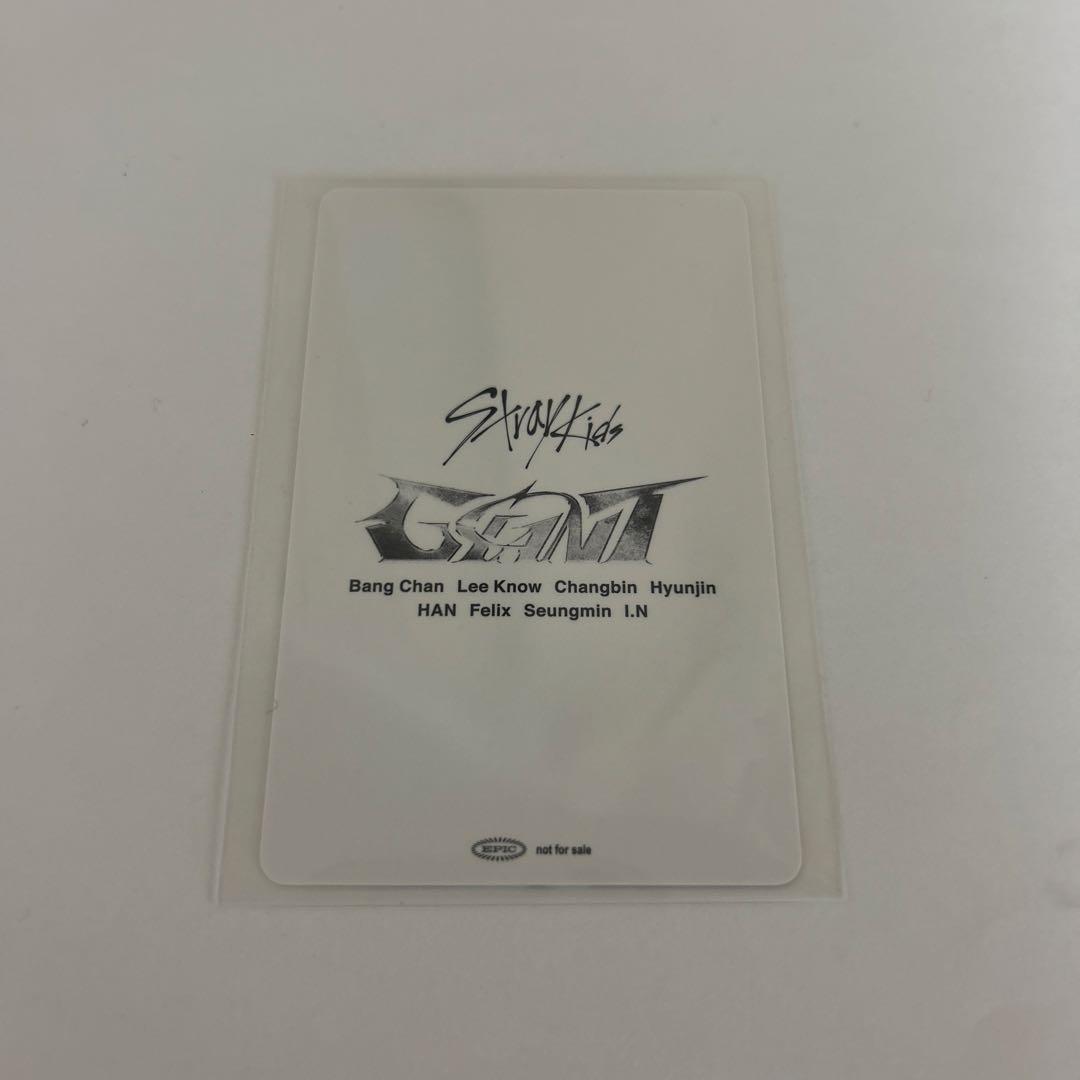 Stray Kids
GIANT
Bang Chan Lee Know Changbin Hyunjin
HAN Felix Seungmin I.N
EPIC not for sale